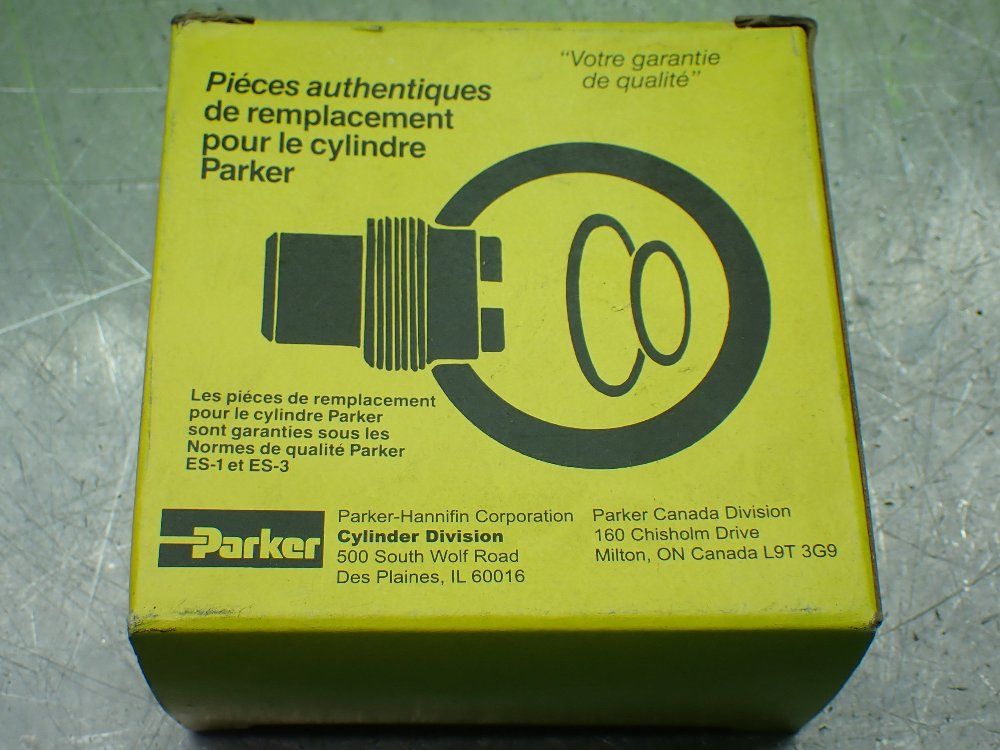 Piéces authentiques
de remplacement
pour le cylindre
Parker
"Votre garantie
de qualité"
Les piéces de remplacement
pour le cylindre Parker
sont garanties sous les
Normes de qualité Parker
ES-1 et ES-3
Parker
Parker-Hannifin Corporation
Cylinder Division
500 South Wolf Road
Des Plaines, IL 60016
Parker Canada Division
160 Chisholm Drive
Milton, ON Canada L9T 3G9